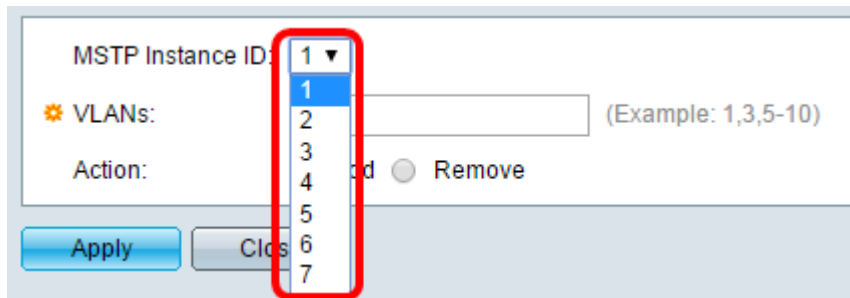 MSTP Instance ID: 1
1
VLANs: (Example: 1,3,5-10)
2
3
Action: Remove
4
5
Apply
6
7